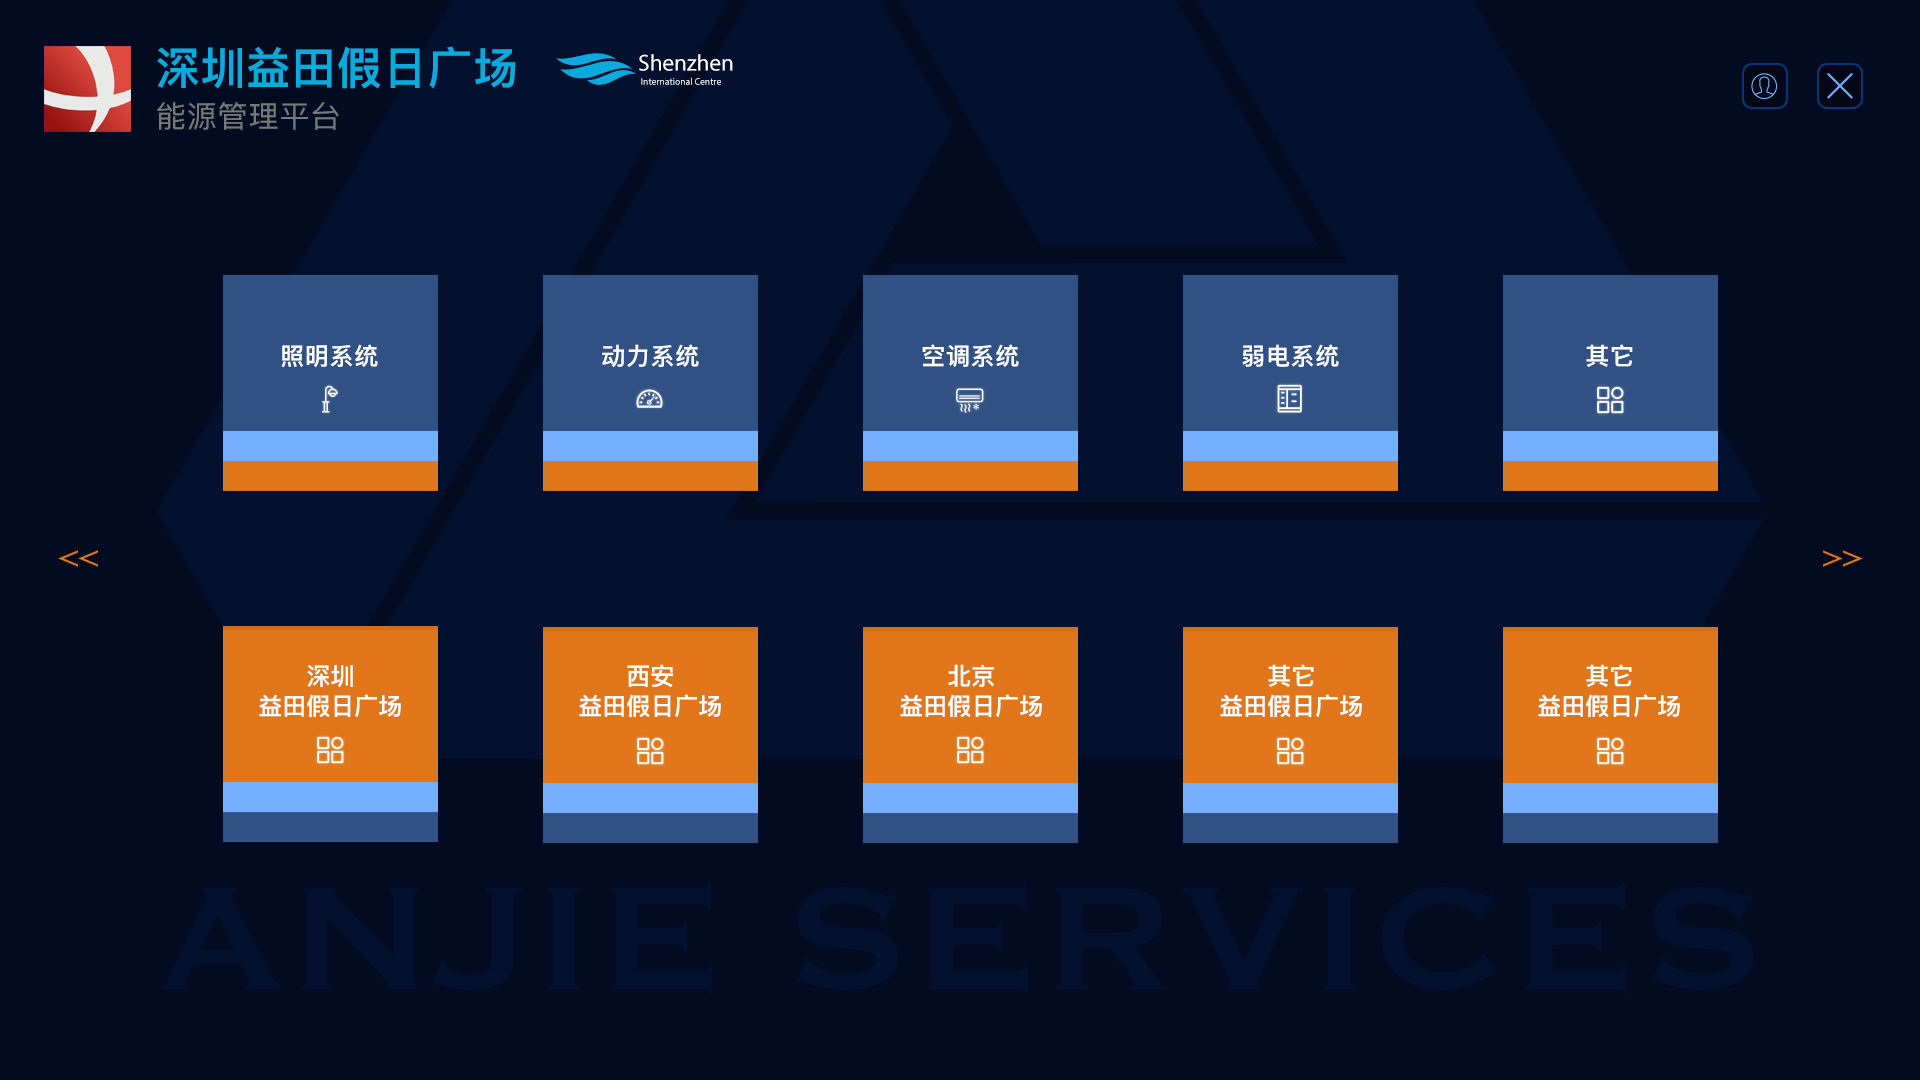 深圳益田假日广场
Shenzhen
International Centre
能源管理平台
照明系统
动力系统
空调系统
弱电系统
其它
<<
>>
深圳
益田假日广场
西安
益田假日广场
北京
益田假日广场
其它
益田假日广场
其它
益田假日广场
ANJIE SERVICES